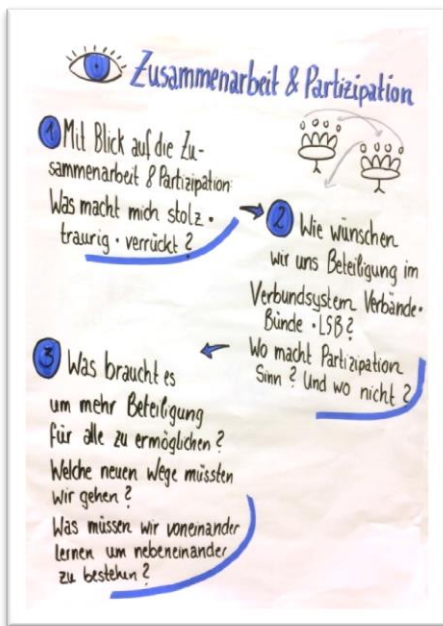 Zusammenarbeit & Partizipation
1 Mit Blick auf die Zu-
sammenarbeit & Partizipation:
Was macht mich stolz •
traurig • verrückt?
2 Wie wünschen
wir uns Beteiligung im
Verbundsystem Verbände •
Bünde • LSB?
Wo macht Partizipation
Sinn? Und wo nicht?
3 Was braucht es
um mehr Beteiligung
für alle zu ermöglichen?
Welche neuen Wege müssten
wir gehen?
Was müssen wir voneinander
lernen um nebeneinander
zu bestehen?